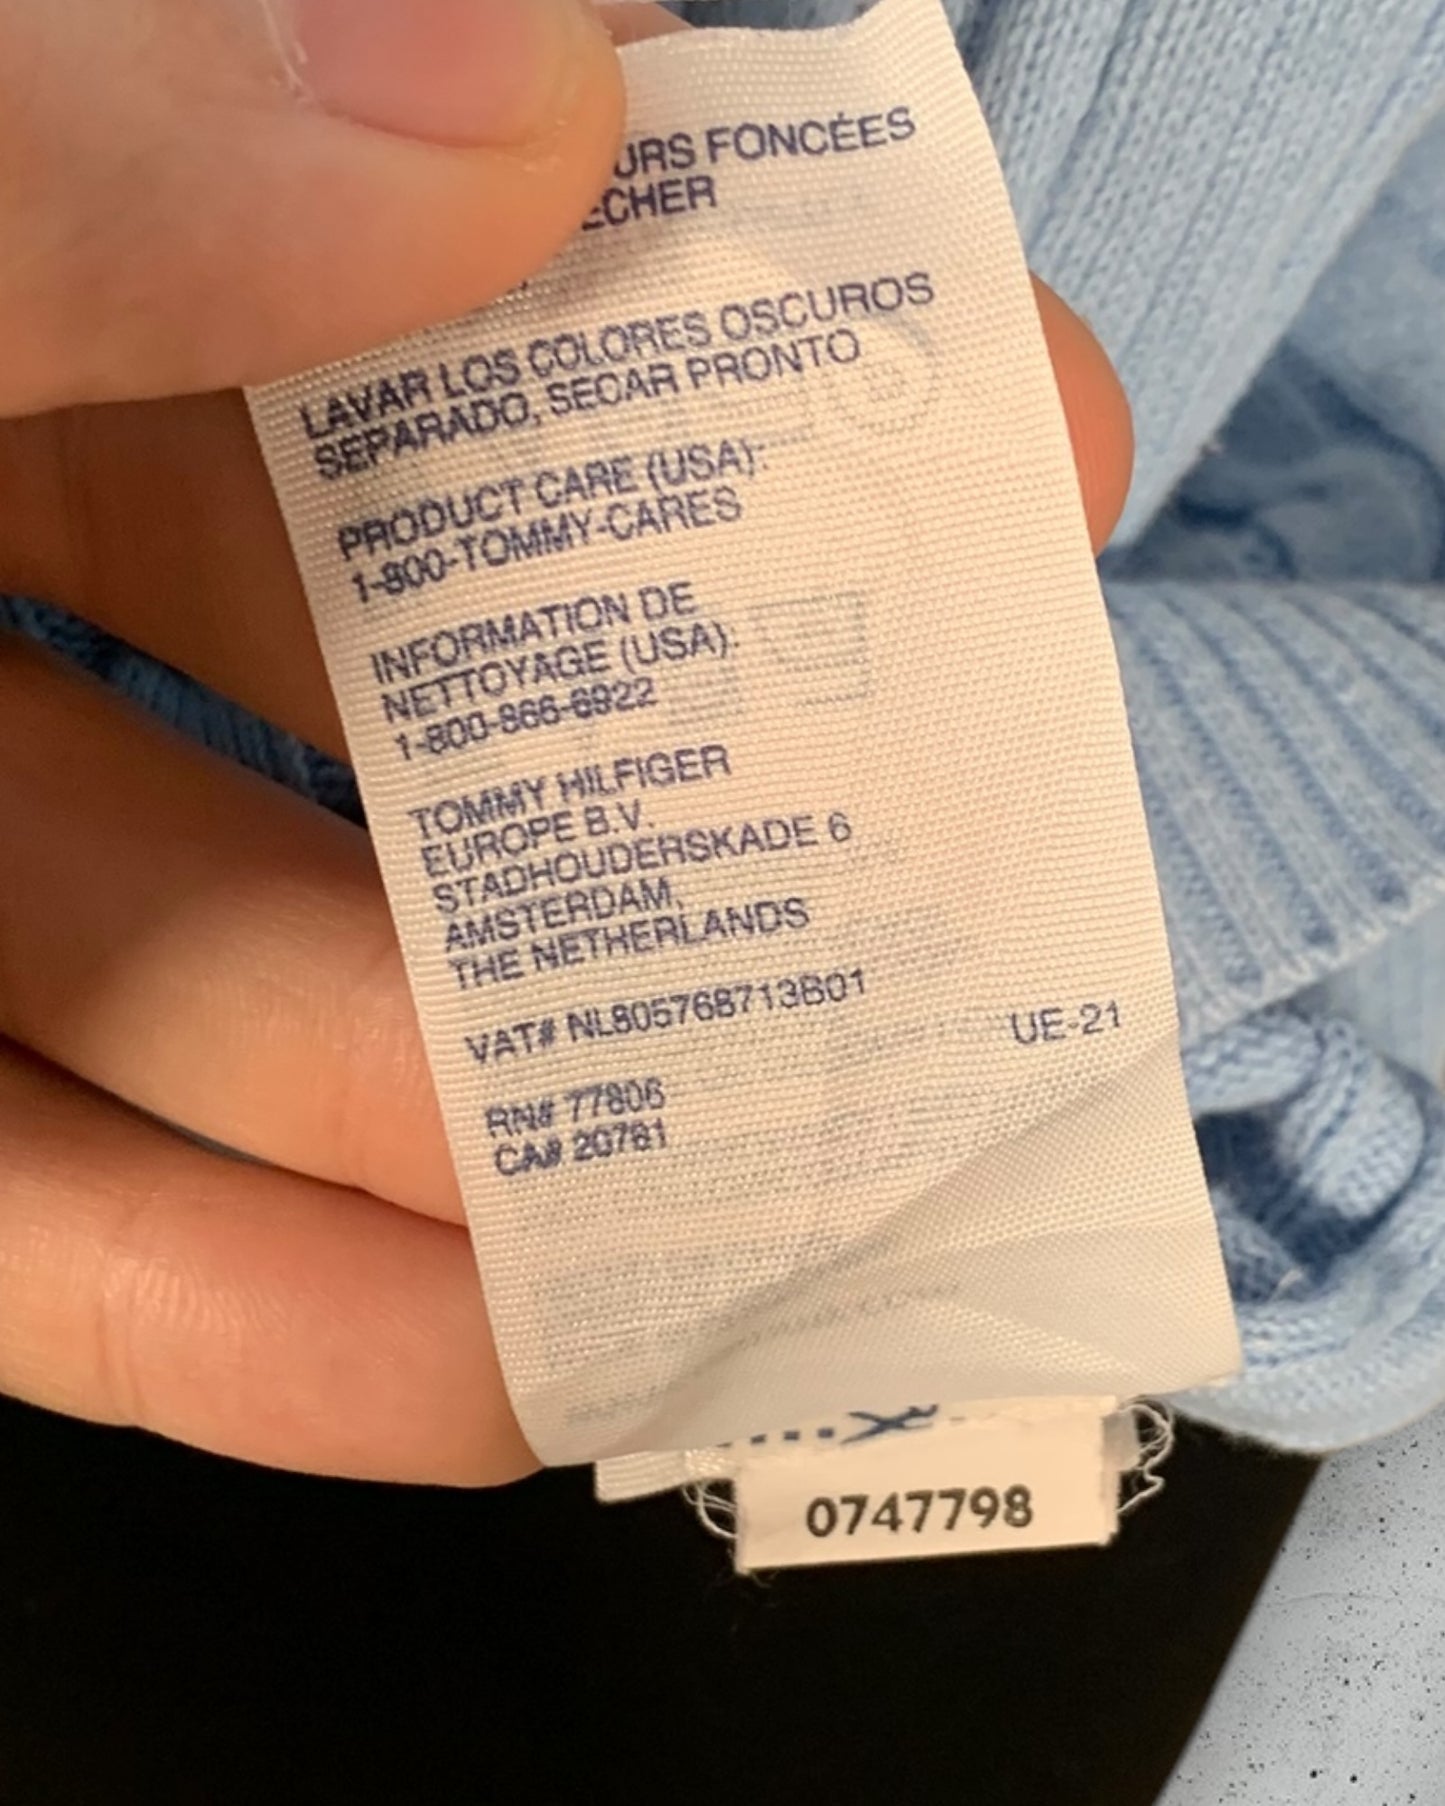 FONCÉES
LAVAR LOS COLORES OSCUROS
SEPARADO, SECAR PRONTO
PRODUCT CARE (USA):
1-800-TOMMY-CARES
INFORMATION DE
NETTOYAGE (USA):
1-800-866-6922
TOMMY HILFIGER
EUROPE B.V.
STADHOUDERSKADE 6
AMSTERDAM,
THE NETHERLANDS
VAT# NL805768713B01
UE-21
RN# 77806
CA# 20781
0747798